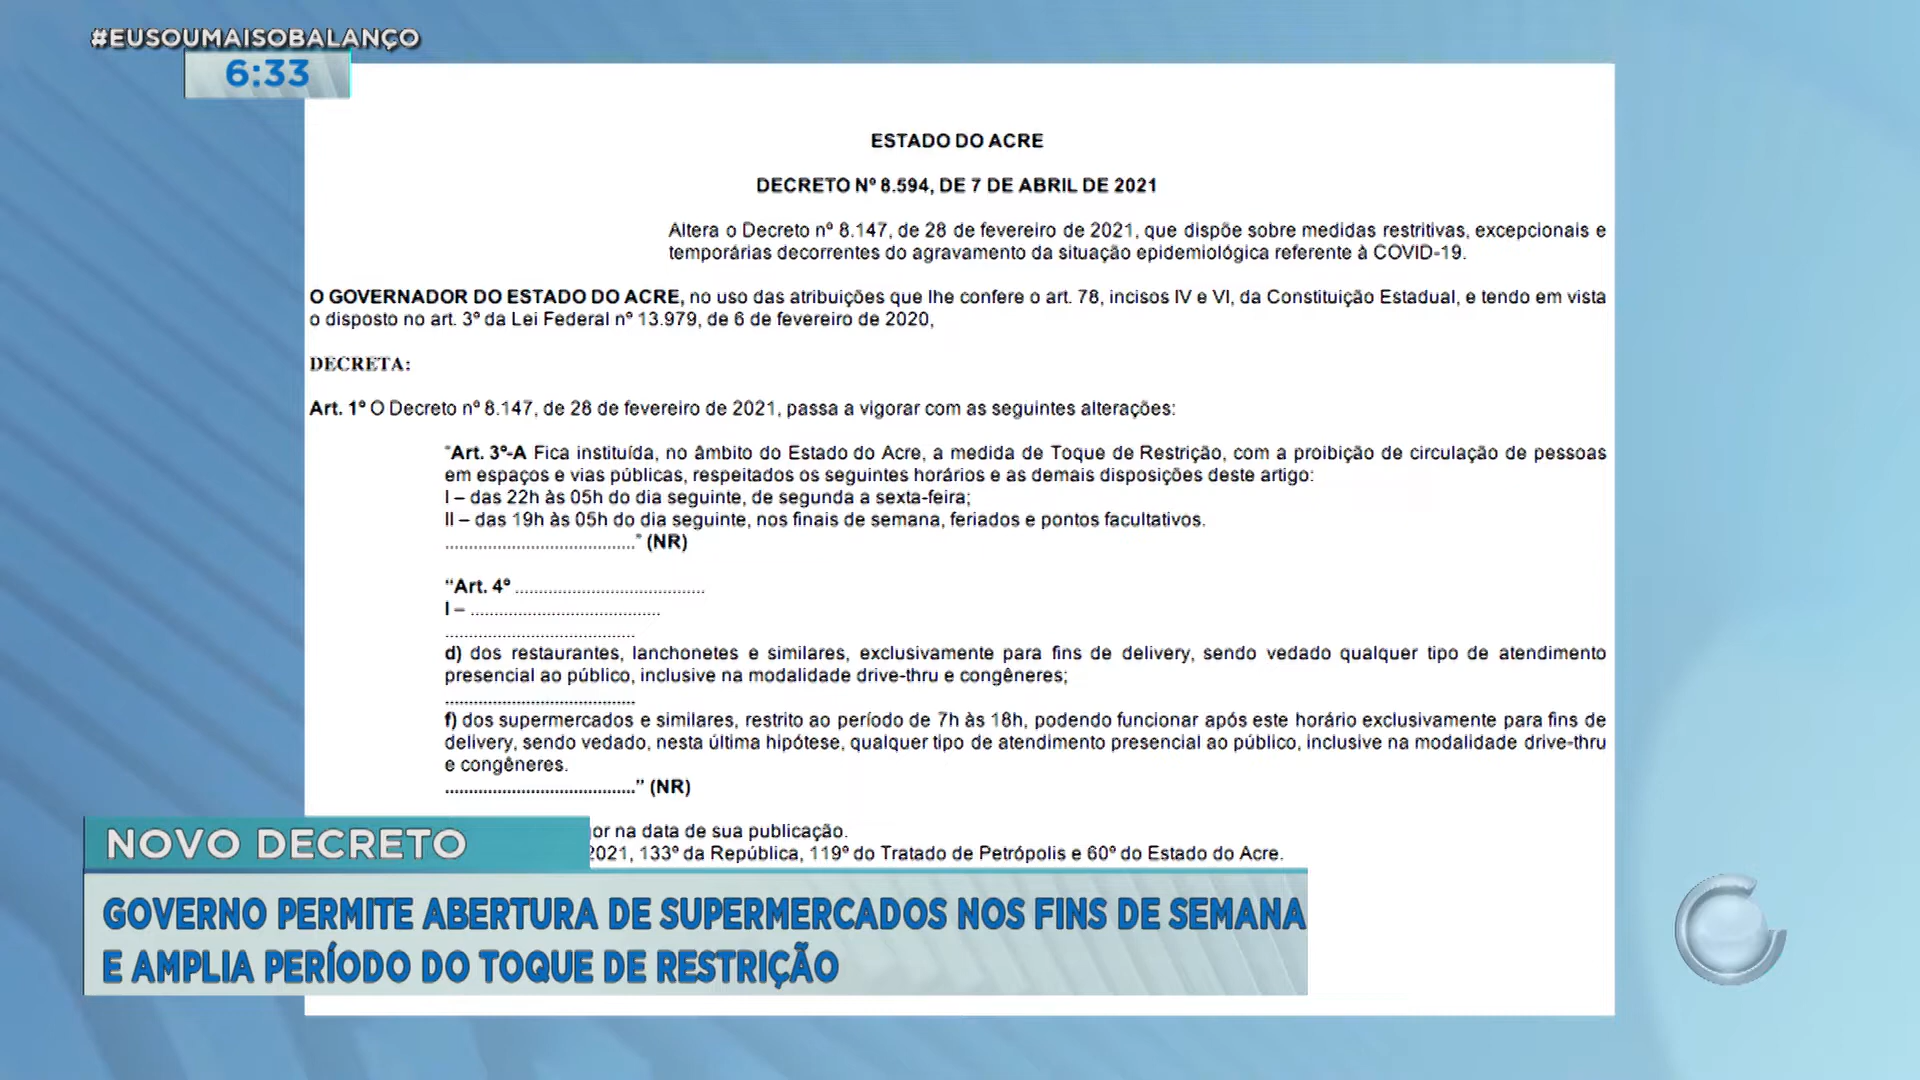 #EUSOUMAISOBALANÇO
6:33
ESTADO DO ACRE
DECRETO Nº 8.594, DE 7 DE ABRIL DE 2021
Altera o Decreto nº 8.147, de 28 de fevereiro de 2021, que dispõe sobre medidas restritivas, excepcionais e
temporárias decorrentes do agravamento da situação epidemiológica referente à COVID-19.
O GOVERNADOR DO ESTADO DO ACRE, no uso das atribuições que lhe confere o art. 78, incisos IV e VI, da Constituição Estadual, e tendo em vista
o disposto no art. 3º da Lei Federal nº 13.979, de 6 de fevereiro de 2020,
DECRETA:
Art. 1º O Decreto nº 8.147, de 28 de fevereiro de 2021, passa a vigorar com as seguintes alterações:
"Art. 3º-A Fica instituída, no âmbito do Estado do Acre, a medida de Toque de Restrição, com a proibição de circulação de pessoas
em espaços e vias públicas, respeitados os seguintes horários e as demais disposições deste artigo:
I – das 22h às 05h do dia seguinte, de segunda a sexta-feira;
II – das 19h às 05h do dia seguinte, nos finais de semana, feriados e pontos facultativos.
........................................" (NR)
"Art. 4º ........................................
I – ........................................
........................................
d) dos restaurantes, lanchonetes e similares, exclusivamente para fins de delivery, sendo vedado qualquer tipo de atendimento
presencial ao público, inclusive na modalidade drive-thru e congêneres;
........................................
f) dos supermercados e similares, restrito ao período de 7h às 18h, podendo funcionar após este horário exclusivamente para fins de
delivery, sendo vedado, nesta última hipótese, qualquer tipo de atendimento presencial ao público, inclusive na modalidade drive-thru
e congêneres.
........................................" (NR)
or na data de sua publicação.
2021, 133º da República, 119º do Tratado de Petrópolis e 60º do Estado do Acre.
NOVO DECRETO
GOVERNO PERMITE ABERTURA DE SUPERMERCADOS NOS FINS DE SEMANA
E AMPLIA PERÍODO DO TOQUE DE RESTRIÇÃO